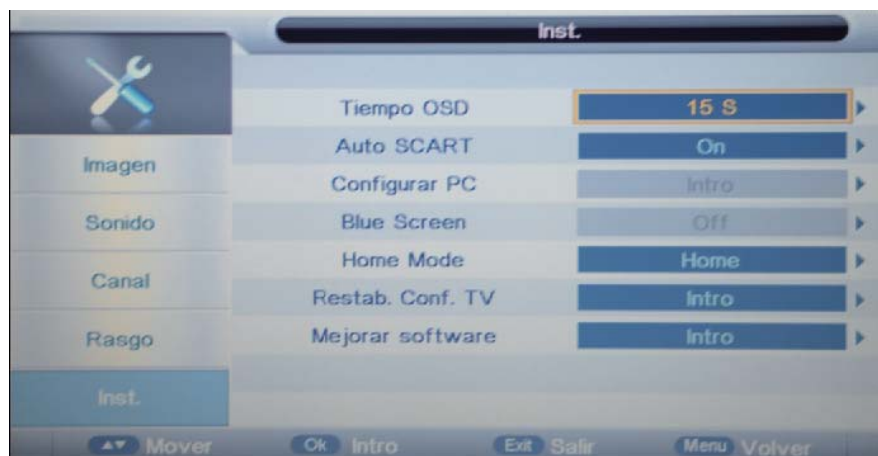 Inst.
Tiempo OSD 15 S
Auto SCART On
Configurar PC Intro
Blue Screen Off
Home Mode Home
Restab. Conf. TV Intro
Mejorar software Intro
Imagen
Sonido
Canal
Rasgo
Inst.
▲▼ Mover Ok Intro Exit Salir Menu Volver